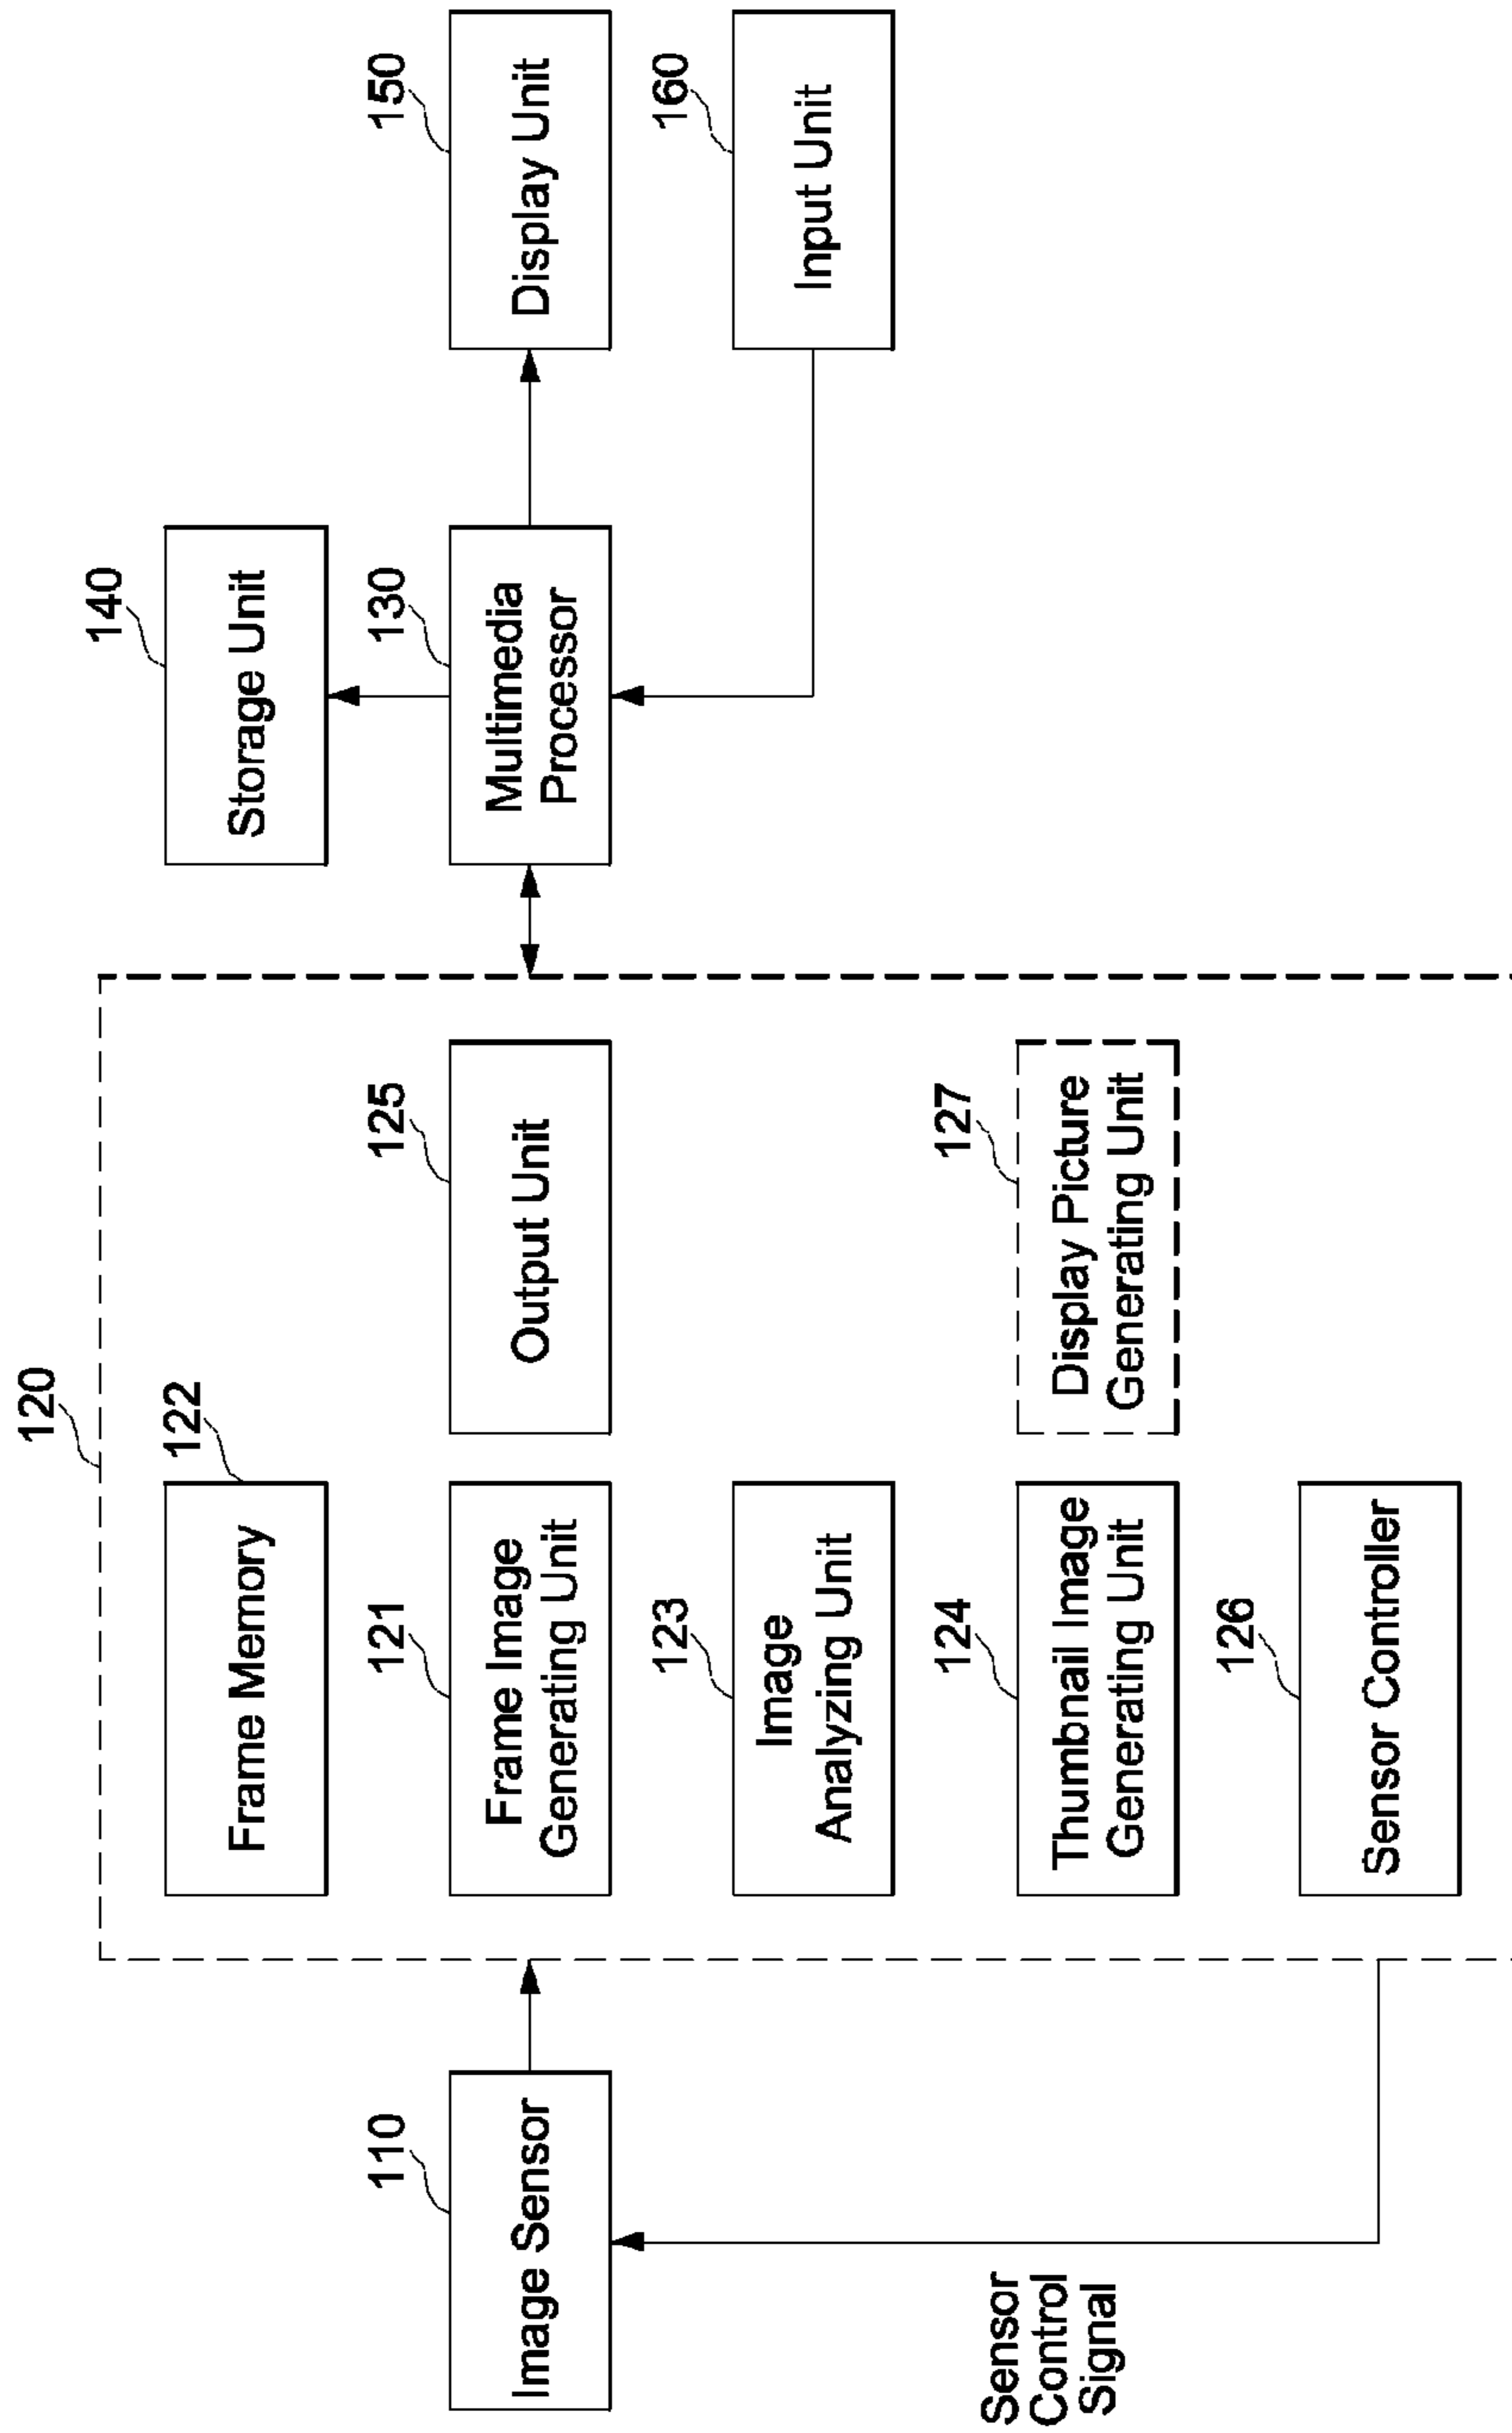 120
140
122
Storage Unit
Frame Memory
110
121
125
130
150
Image Sensor
Frame Image
Generating Unit
Output Unit
Multimedia
Processor
Display Unit
123
160
Image
Analyzing Unit
Input Unit
124
127
Sensor
Control
Signal
Thumbnail Image
Generating Unit
Display Picture
Generating Unit
126
Sensor Controller